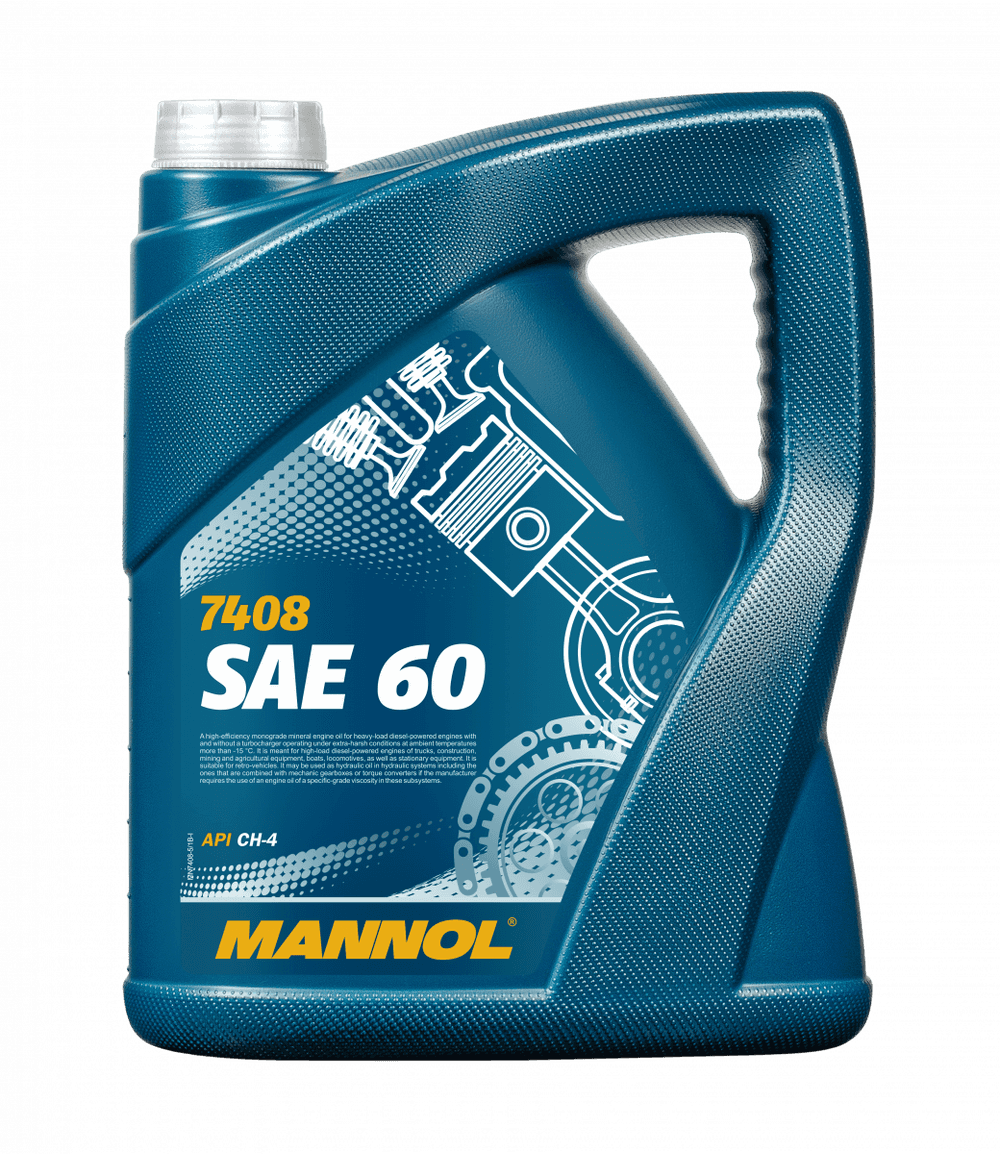 7408
SAE 60
A high-efficiency monograde mineral engine oil for heavy-load diesel-powered engines with
and without a turbocharger operating under extra-harsh conditions at ambient temperatures
more than -15 °C. It is meant for high-load diesel-powered engines of trucks, construction,
mining and agricultural equipment, boats, locomotives, as well as stationary equipment. It is
suitable for retro-vehicles. It may be used as hydraulic oil in hydraulic systems including the
ones that are combined with mechanic gearboxes or torque converters if the manufacturer
requires the use of an engine oil of a specific-grade viscosity in these subsystems.
API CH-4
MANNOL®